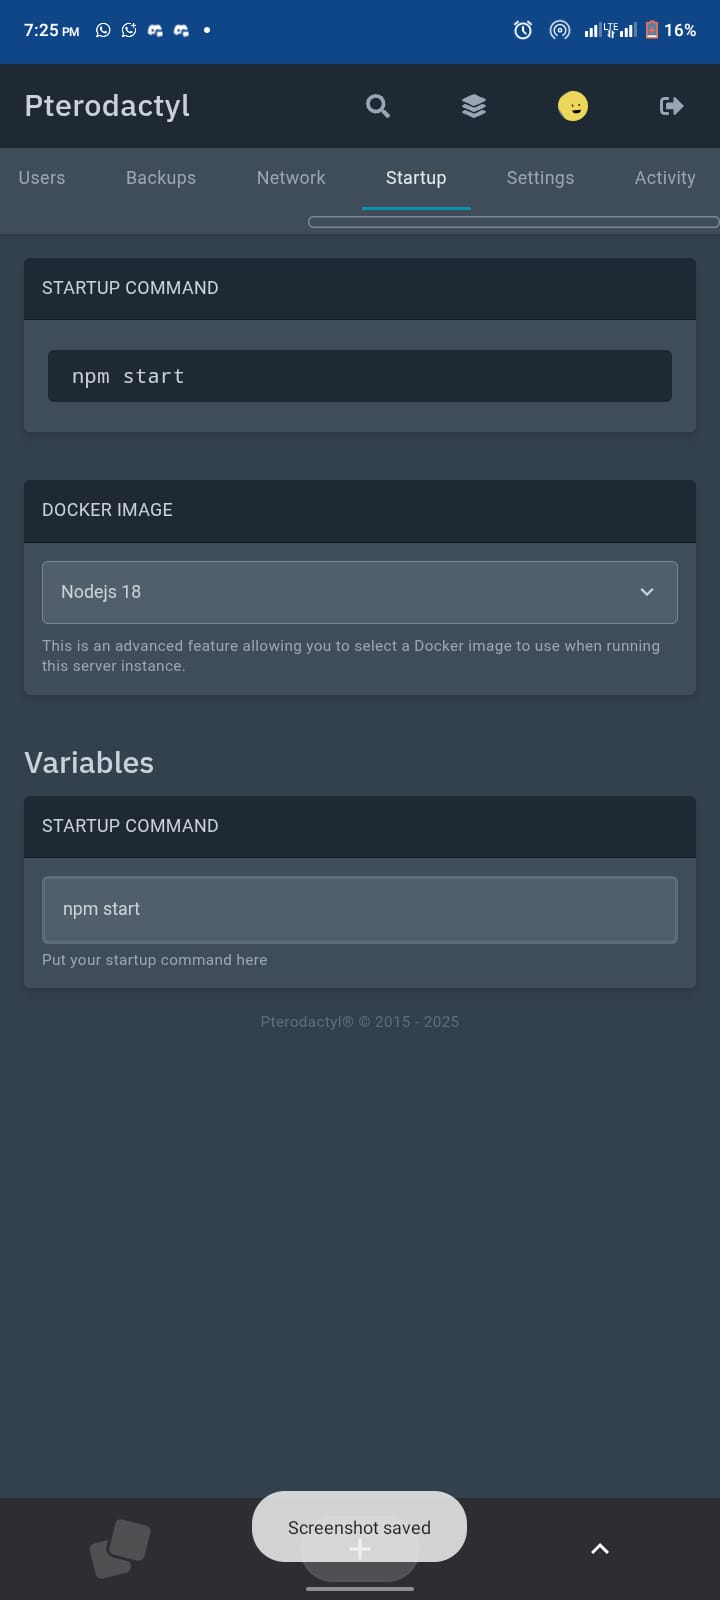 7:25 PM
LTE
16%
Pterodactyl
Users Backups Network Startup Settings Activity
STARTUP COMMAND
npm start
DOCKER IMAGE
Nodejs 18
This is an advanced feature allowing you to select a Docker image to use when running
this server instance.
Variables
STARTUP COMMAND
npm start
Put your startup command here
Pterodactyl® © 2015 - 2025
Screenshot saved